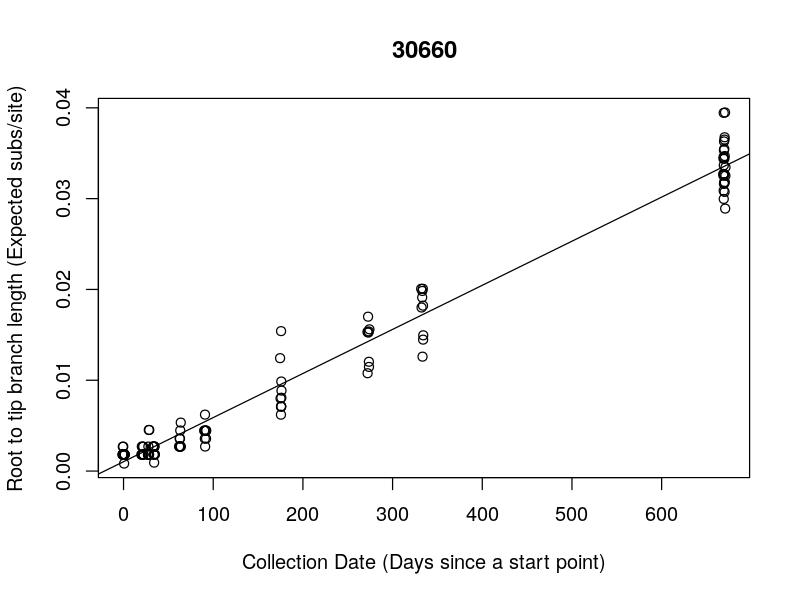 30660
Root to tip branch length (Expected subs/site)
0.04
0.03
0.02
0.01
0.00
0 100 200 300 400 500 600
Collection Date (Days since a start point)